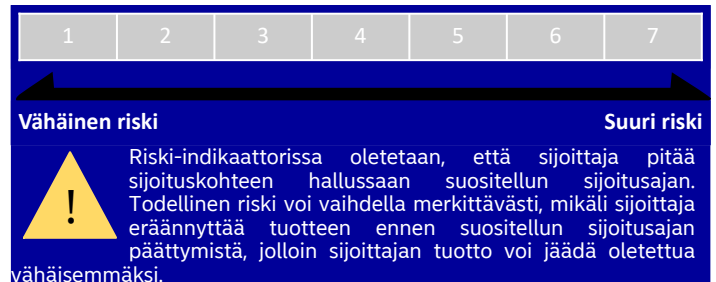 1 2 3 4 5 6 7
Vähäinen riski Suuri riski
Riski-indikaattorissa oletetaan, että sijoittaja pitää
sijoituskohteen hallussaan suositellun sijoitusajan.
Todellinen riski voi vaihdella merkittävästi, mikäli sijoittaja
! eräännyttää tuotteen ennen suositellun sijoitusajan
päättymistä, jolloin sijoittajan tuotto voi jäädä oletettua
vähäisemmäksi.